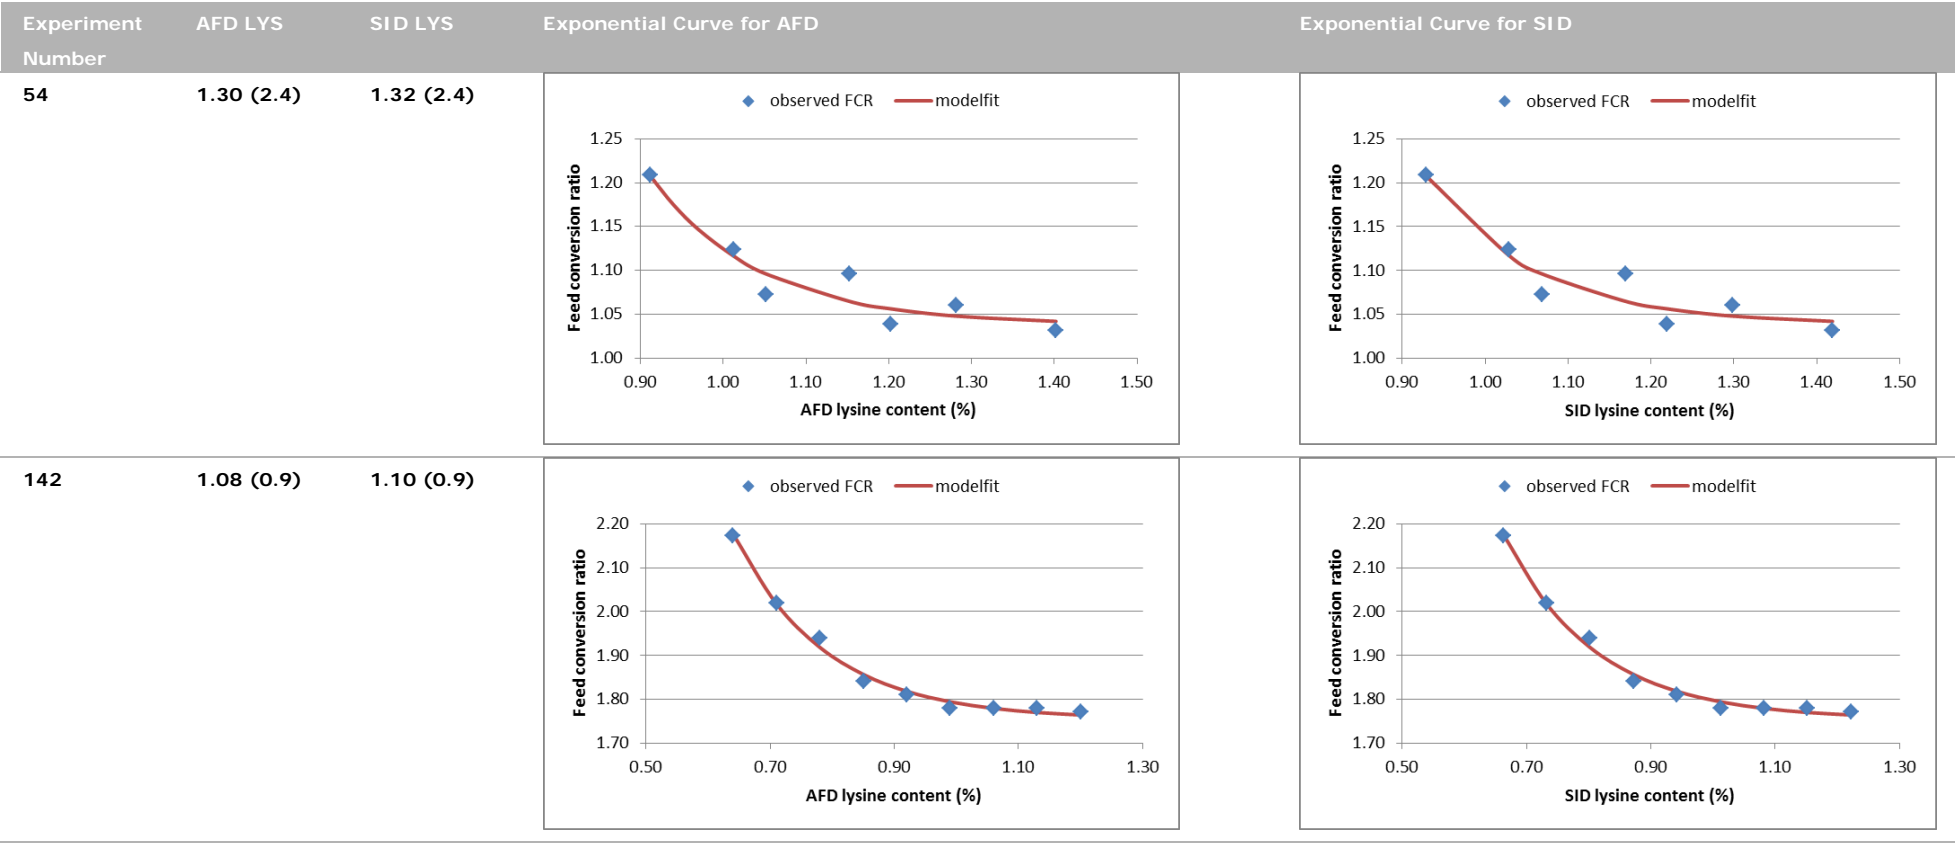 Experiment Number
AFD LYS
SID LYS
Exponential Curve for AFD
Exponential Curve for SID
54
1.30 (2.4)
1.32 (2.4)
observed FCR
modelfit
Feed conversion ratio
1.25
1.20
1.15
1.10
1.05
1.00
0.90 1.00 1.10 1.20 1.30 1.40 1.50
AFD lysine content (%)
observed FCR
modelfit
Feed conversion ratio
1.25
1.20
1.15
1.10
1.05
1.00
0.90 1.00 1.10 1.20 1.30 1.40 1.50
SID lysine content (%)
142
1.08 (0.9)
1.10 (0.9)
observed FCR
modelfit
Feed conversion ratio
2.20
2.10
2.00
1.90
1.80
1.70
0.50 0.70 0.90 1.10 1.30
AFD lysine content (%)
observed FCR
modelfit
Feed conversion ratio
2.20
2.10
2.00
1.90
1.80
1.70
0.50 0.70 0.90 1.10 1.30
SID lysine content (%)